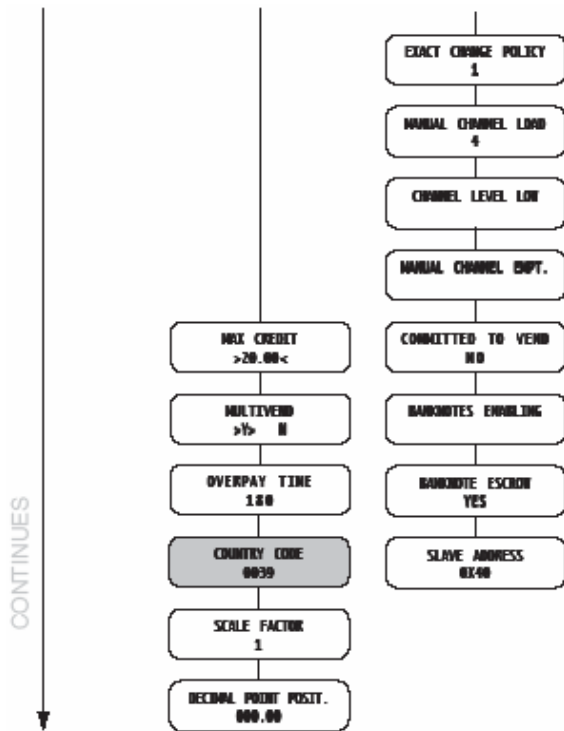 EXACT CHANGE POLICY
1
MANUAL CHANNEL LOAD
4
CHANNEL LEVEL LOW
MANUAL CHANNEL EMPT.
MAX CREDIT
>20.00<
COMMITTED TO VEND
NO
MULTIVEND
>Y> N
BANKNOTES ENABLING
OVERPAY TIME
180
BANKNOTE ESCROW
YES
COUNTRY CODE
0039
SLAVE ADDRESS
0X40
SCALE FACTOR
1
DECIMAL POINT POSIT.
000.00
CONTINUES